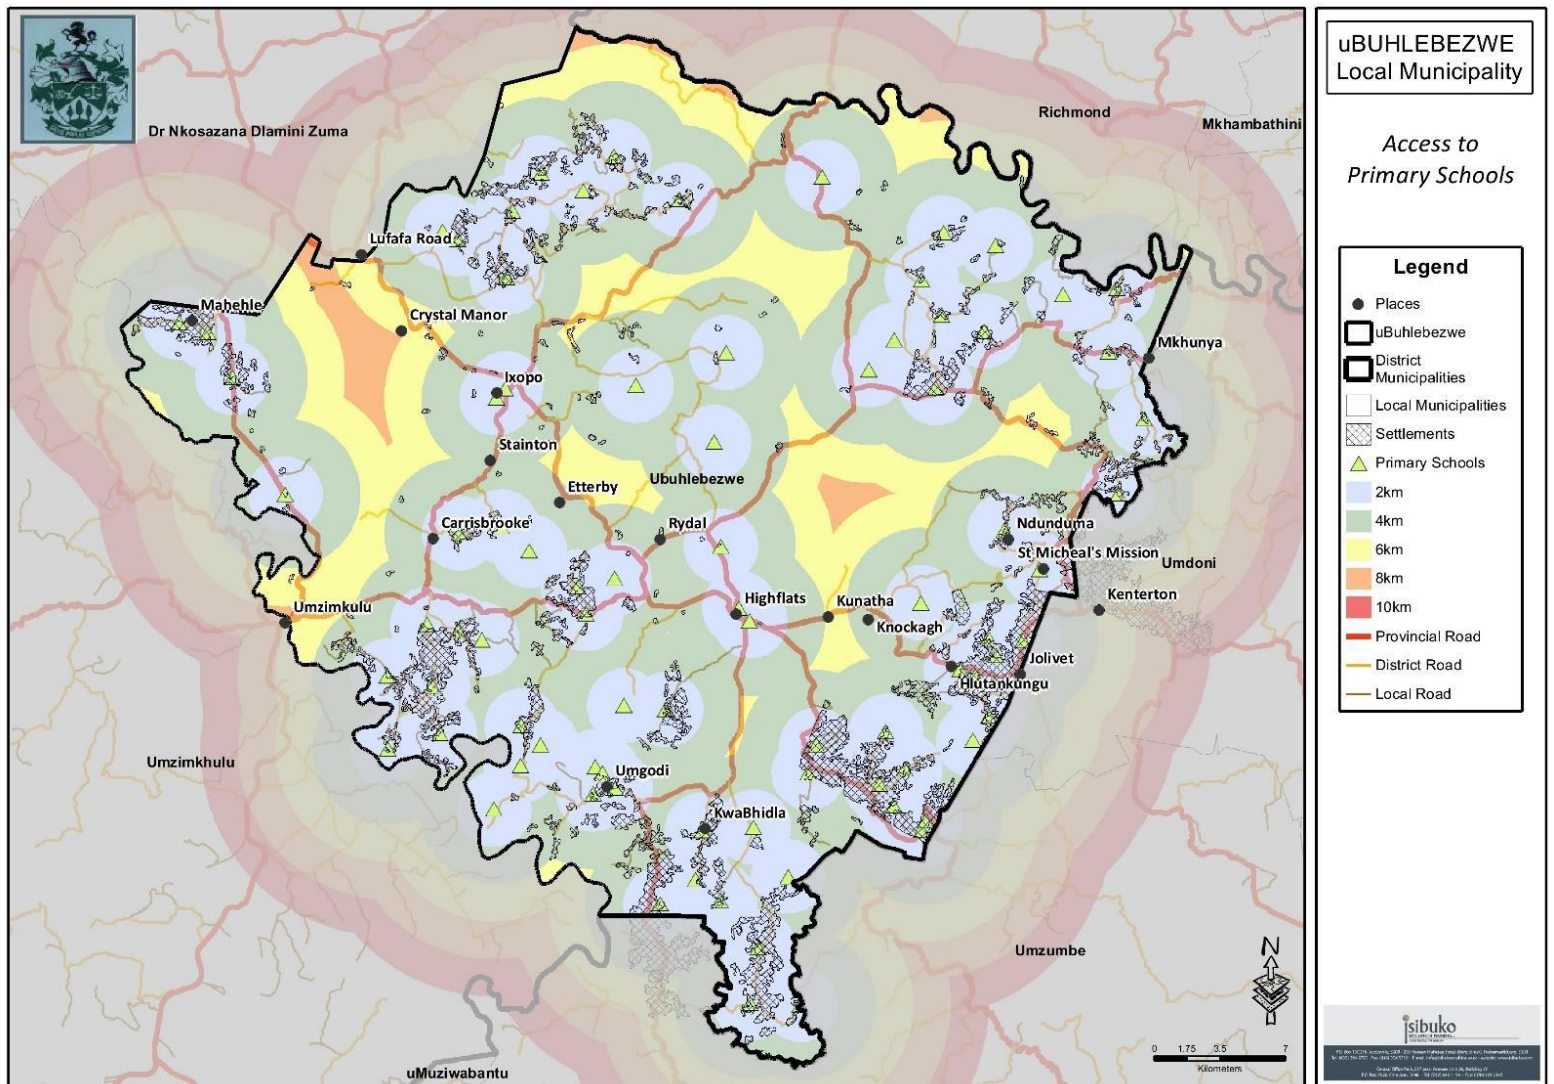 uBUHLEBEZWE
Local Municipality
Access to
Primary Schools
Legend
Places
uBuhlebezwe
District
Municipalities
Local Municipalities
Settlements
Primary Schools
2km
4km
6km
8km
10km
Provincial Road
District Road
Local Road
Dr Nkosazana Dlamini Zuma
Richmond
Mkhambathini
Lufafa Road
Mahehle
Crystal Manor
Mkhunya
Ixopo
Stainton
Ubuhlebezwe
Etterby
Carrisbrooke
Rydal
Ndunduma
St Micheal's Mission
Umdoni
Kenterton
Umzimkulu
Highflats
Kunatha
Knockagh
Jolivet
Hlutankungu
Umzimkhulu
Umgodi
KwaBhidla
Umzumbe
uMuziwabantu
N
0 1.75 3.5 7
Kilometers
isibuko